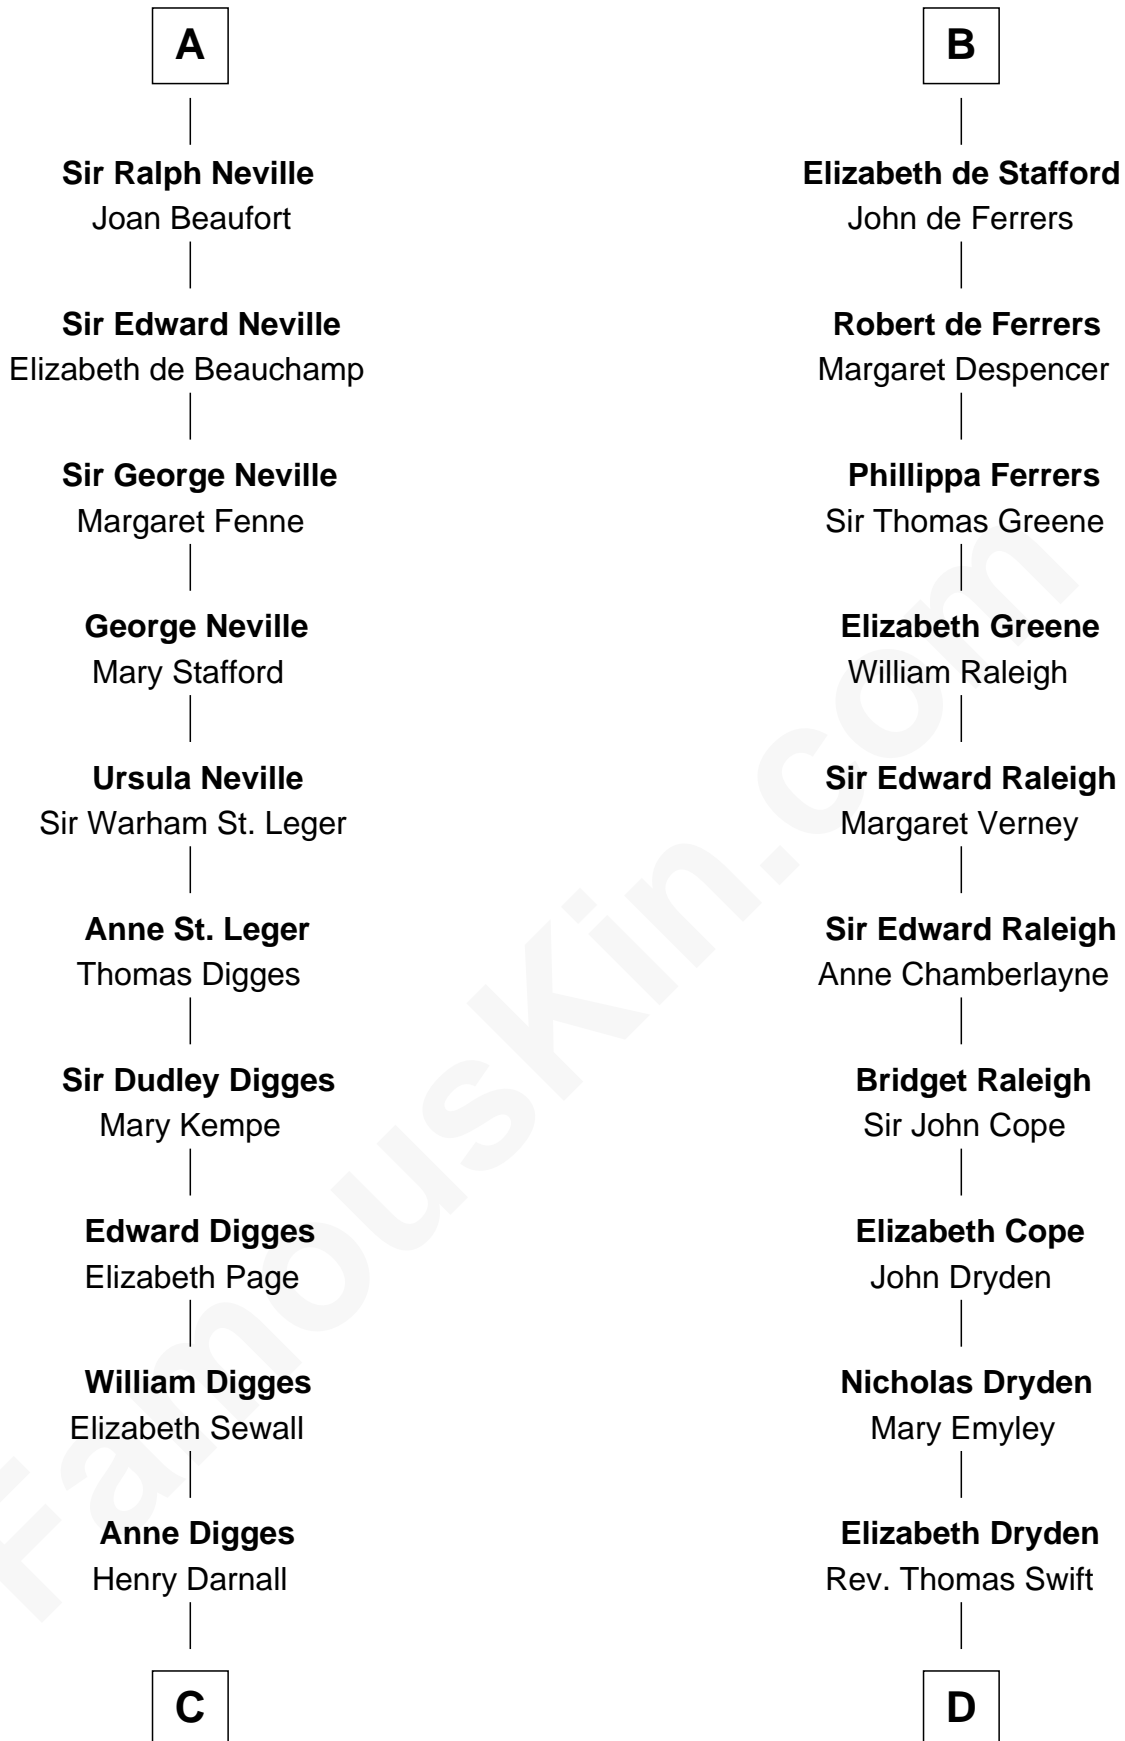 A
Sir Ralph Neville
Joan Beaufort
Sir Edward Neville
Elizabeth de Beauchamp
Sir George Neville
Margaret Fenne
George Neville
Mary Stafford
Ursula Neville
Sir Warham St. Leger
Anne St. Leger
Thomas Digges
Sir Dudley Digges
Mary Kempe
Edward Digges
Elizabeth Page
William Digges
Elizabeth Sewall
Anne Digges
Henry Darnall
C
B
Elizabeth de Stafford
John de Ferrers
Robert de Ferrers
Margaret Despencer
Phillippa Ferrers
Sir Thomas Greene
Elizabeth Greene
William Raleigh
Sir Edward Raleigh
Margaret Verney
Sir Edward Raleigh
Anne Chamberlayne
Bridget Raleigh
Sir John Cope
Elizabeth Cope
John Dryden
Nicholas Dryden
Mary Emyley
Elizabeth Dryden
Rev. Thomas Swift
D
FamousKin.com